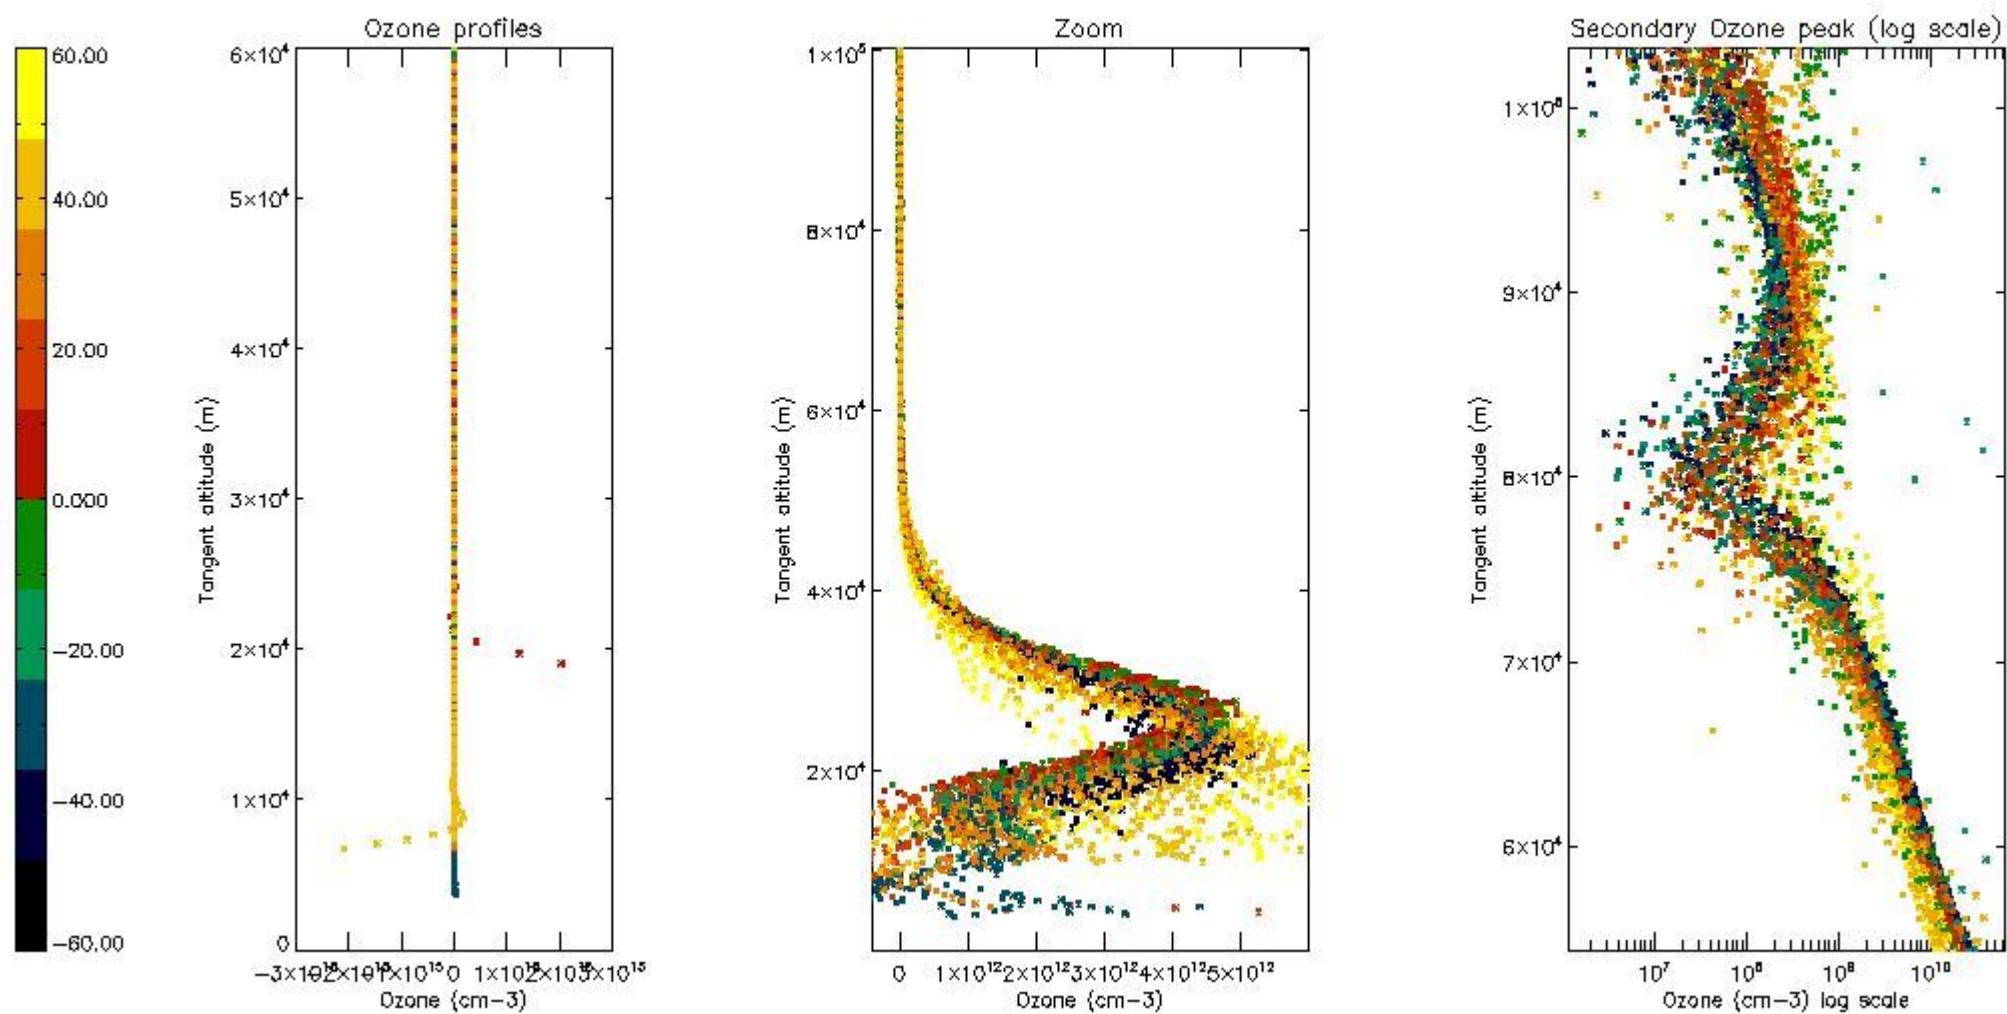 Ozone profiles
Zoom
Secondary Ozone peak (log scale)
60.00
40.00
20.00
0.000
−20.00
−40.00
−60.00
6×10⁴
5×10⁴
4×10⁴
3×10⁴
2×10⁴
1×10⁴
0
Tangent altitude (m)
0
Ozone (cm−3)
1×10⁵
8×10⁴
6×10⁴
4×10⁴
2×10⁴
Tangent altitude (m)
0 1×10¹² 2×10¹² 3×10¹² 4×10¹² 5×10¹²
Ozone (cm−3)
1×10⁵
9×10⁴
8×10⁴
7×10⁴
6×10⁴
Tangent altitude (m)
10⁷ 10⁸ 10⁹ 10¹⁰
Ozone (cm−3) log scale